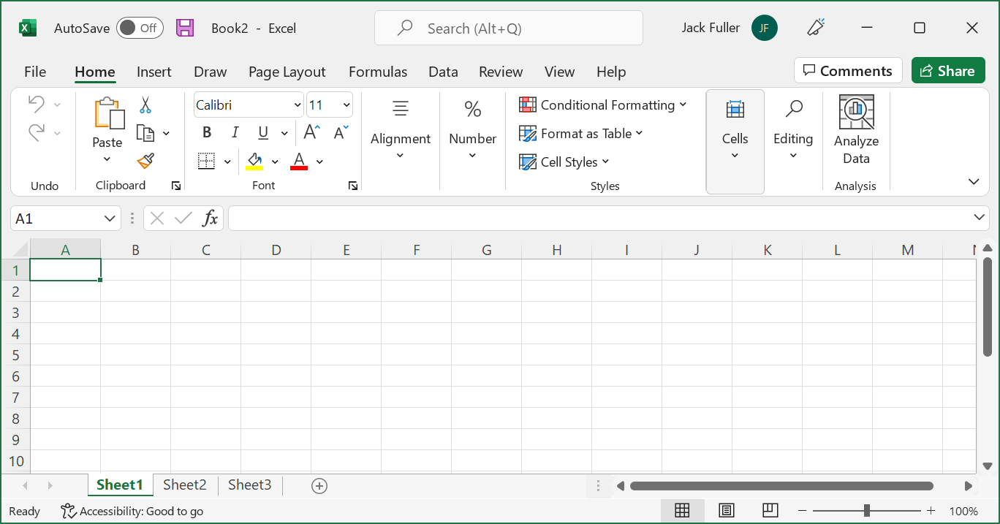 AutoSave Off Book2 - Excel Search (Alt+Q) Jack Fuller JF
File Home Insert Draw Page Layout Formulas Data Review View Help Comments Share
Calibri 11 Conditional Formatting
B I U A A Format as Table
Paste Alignment % Number Cells Editing Analyze
Data
A Cell Styles
Undo Clipboard Font Styles Analysis
A1 fx
A B C D E F G H I J K L M
1
2
3
4
5
6
7
8
9
10
Sheet1 Sheet2 Sheet3
Ready Accessibility: Good to go 100%